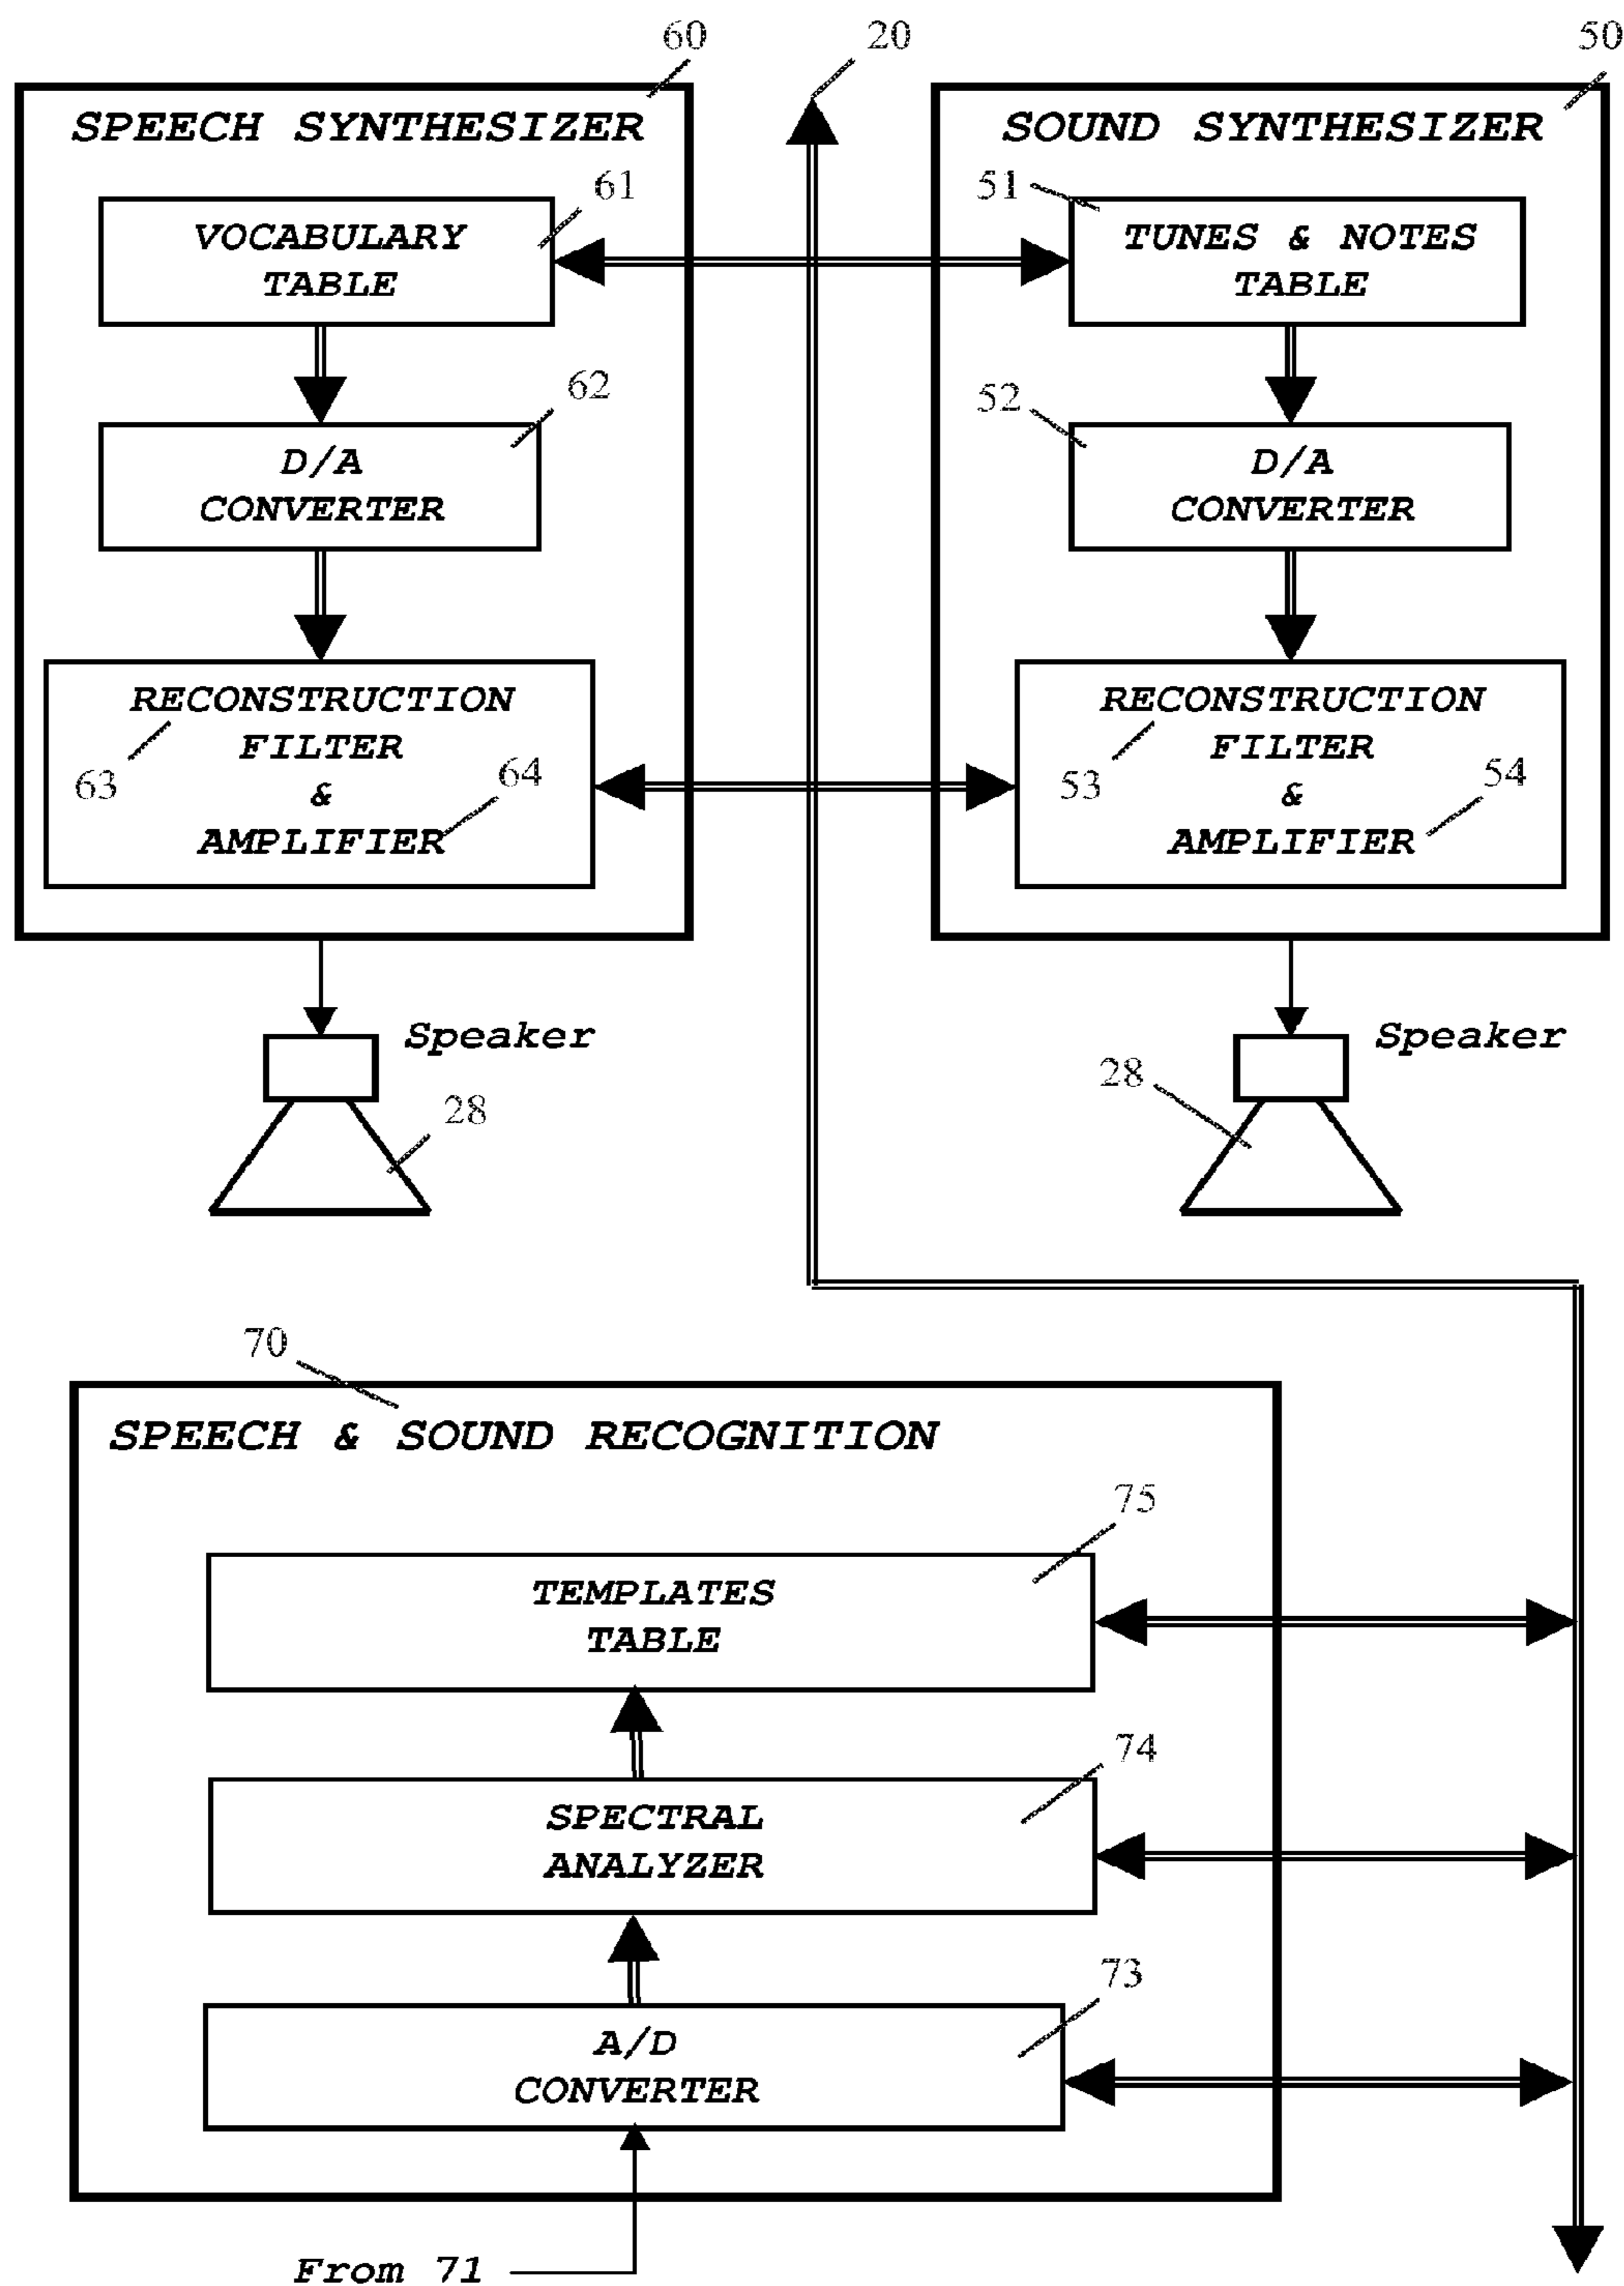 60
20
50
SPEECH SYNTHESIZER
SOUND SYNTHESIZER
61
51
VOCABULARY
TABLE
TUNES & NOTES
TABLE
62
52
D/A
CONVERTER
D/A
CONVERTER
RECONSTRUCTION
FILTER
&
AMPLIFIER
63
64
RECONSTRUCTION
FILTER
&
AMPLIFIER
53
54
Speaker
28
Speaker
28
70
SPEECH & SOUND RECOGNITION
75
TEMPLATES
TABLE
74
SPECTRAL
ANALYZER
73
A/D
CONVERTER
From 71